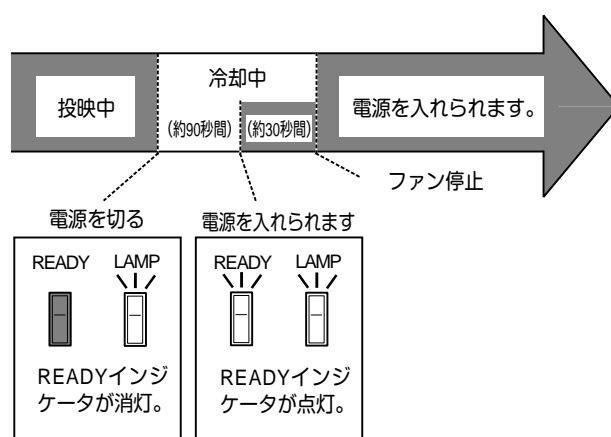 冷却中
投映中
電源を入れられます。
(約90秒間)
(約30秒間)
ファン停止
電源を切る
READY LAMP
READYインジ
ケータが消灯。
電源を入れられます
READY LAMP
READYインジ
ケータが点灯。